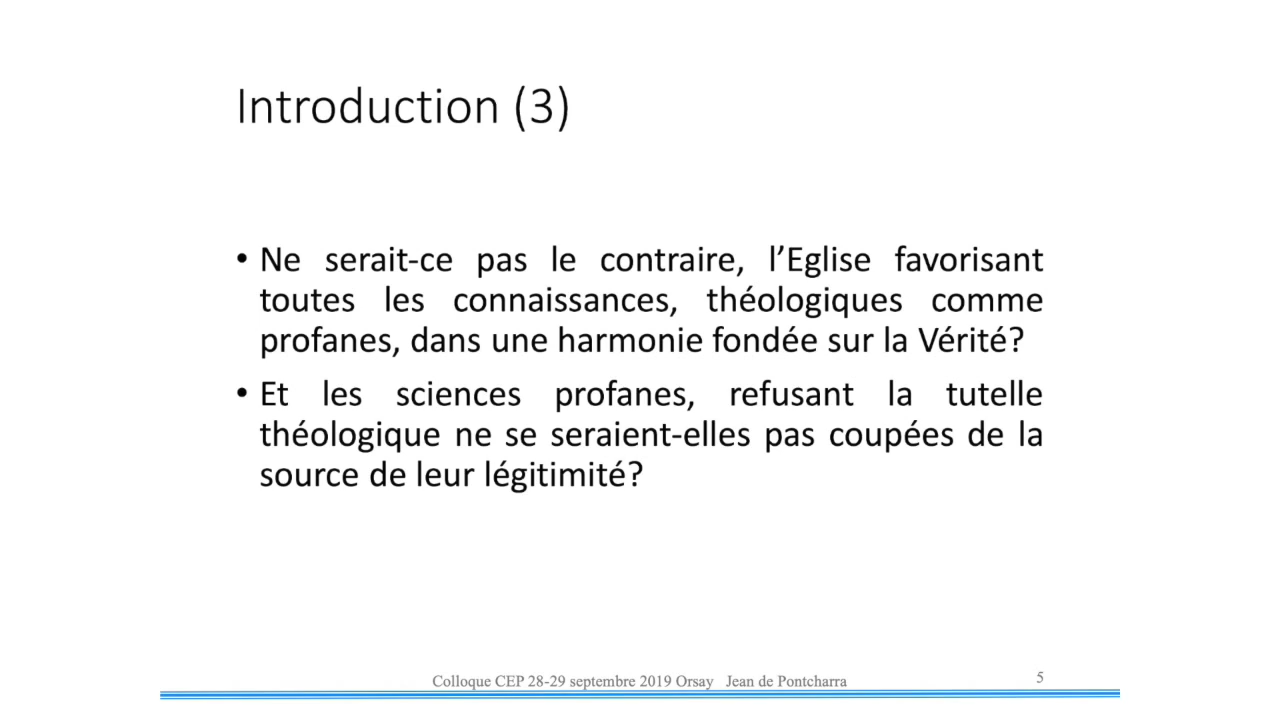 Introduction (3)
• Ne serait-ce pas le contraire, l’Eglise favorisant
toutes les connaissances, théologiques comme
profanes, dans une harmonie fondée sur la Vérité?
• Et les sciences profanes, refusant la tutelle
théologique ne se seraient-elles pas coupées de la
source de leur légitimité?
Colloque CEP 28-29 septembre 2019 Orsay Jean de Pontcharra
5